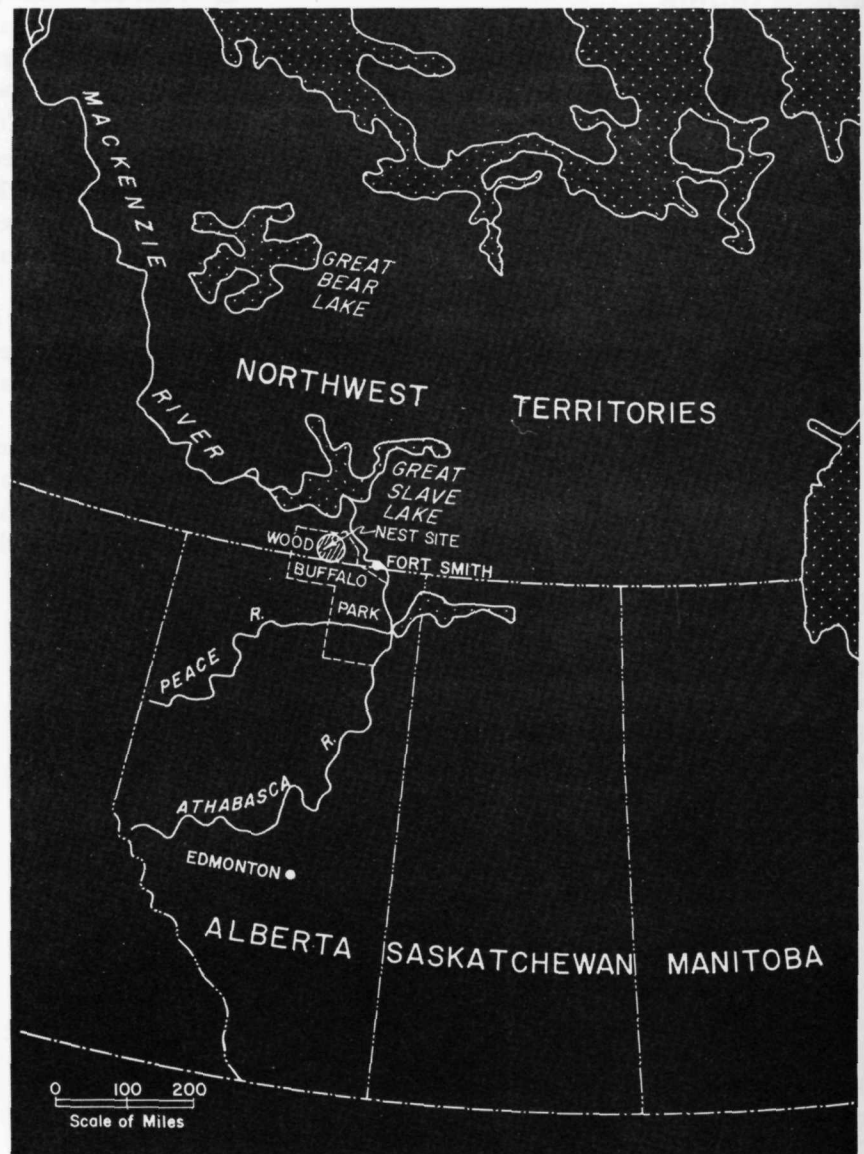 MACKENZIE
GREAT
BEAR
LAKE
NORTHWEST TERRITORIES
RIVER
GREAT
SLAVE
LAKE
NEST SITE
WOOD
FORT SMITH
BUFFALO
PARK
PEACE R.
ATHABASCA R.
EDMONTON
ALBERTA
SASKATCHEWAN
MANITOBA
0 100 200
Scale of Miles